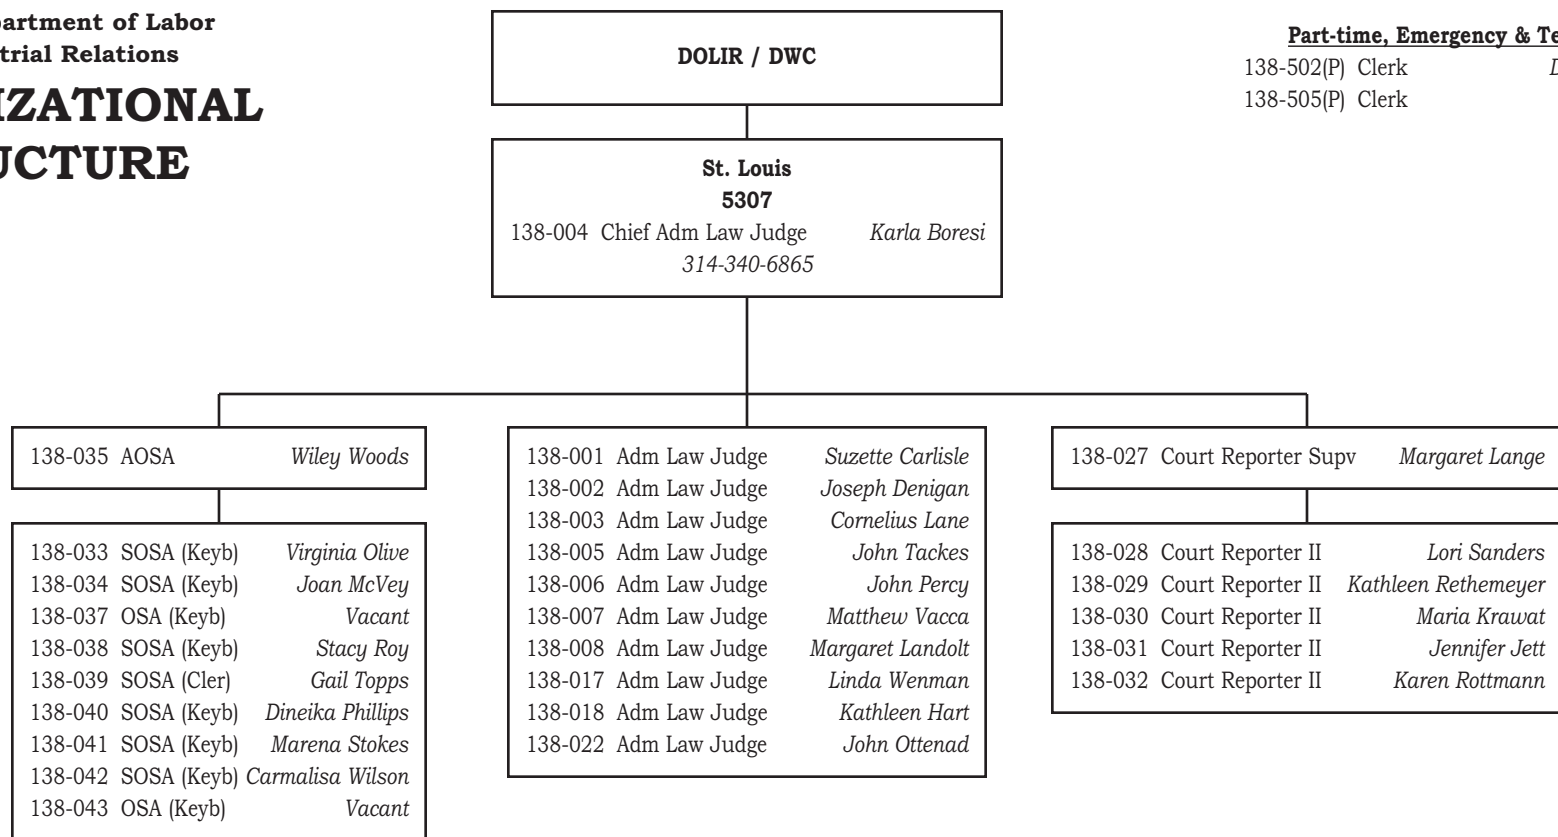 partment of Labor
trial Relations
IZATIONAL
UCTURE
DOLIR / DWC
Part-time, Emergency & Te
138-502(P) Clerk
138-505(P) Clerk
St. Louis
5307
138-004 Chief Adm Law Judge Karla Boresi
314-340-6865
138-035 AOSA Wiley Woods
138-033 SOSA (Keyb) Virginia Olive
138-034 SOSA (Keyb) Joan McVey
138-037 OSA (Keyb) Vacant
138-038 SOSA (Keyb) Stacy Roy
138-039 SOSA (Cler) Gail Topps
138-040 SOSA (Keyb) Dineika Phillips
138-041 SOSA (Keyb) Marena Stokes
138-042 SOSA (Keyb) Carmalisa Wilson
138-043 OSA (Keyb) Vacant
138-001 Adm Law Judge Suzette Carlisle
138-002 Adm Law Judge Joseph Denigan
138-003 Adm Law Judge Cornelius Lane
138-005 Adm Law Judge John Tackes
138-006 Adm Law Judge John Percy
138-007 Adm Law Judge Matthew Vacca
138-008 Adm Law Judge Margaret Landolt
138-017 Adm Law Judge Linda Wenman
138-018 Adm Law Judge Kathleen Hart
138-022 Adm Law Judge John Ottenad
138-027 Court Reporter Supv Margaret Lange
138-028 Court Reporter II Lori Sanders
138-029 Court Reporter II Kathleen Rethemeyer
138-030 Court Reporter II Maria Krawat
138-031 Court Reporter II Jennifer Jett
138-032 Court Reporter II Karen Rottmann